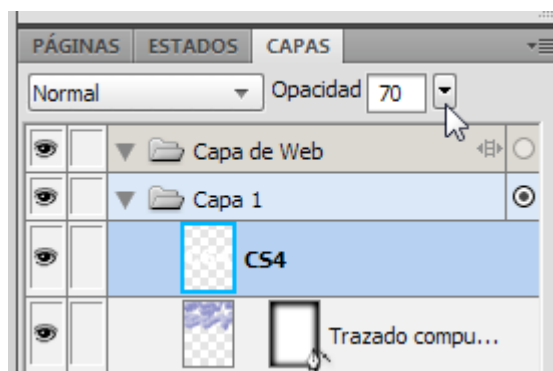 PÁGINAS ESTADOS CAPAS
Normal Opacidad 70
Capa de Web
Capa 1
CS4
Trazado compu...